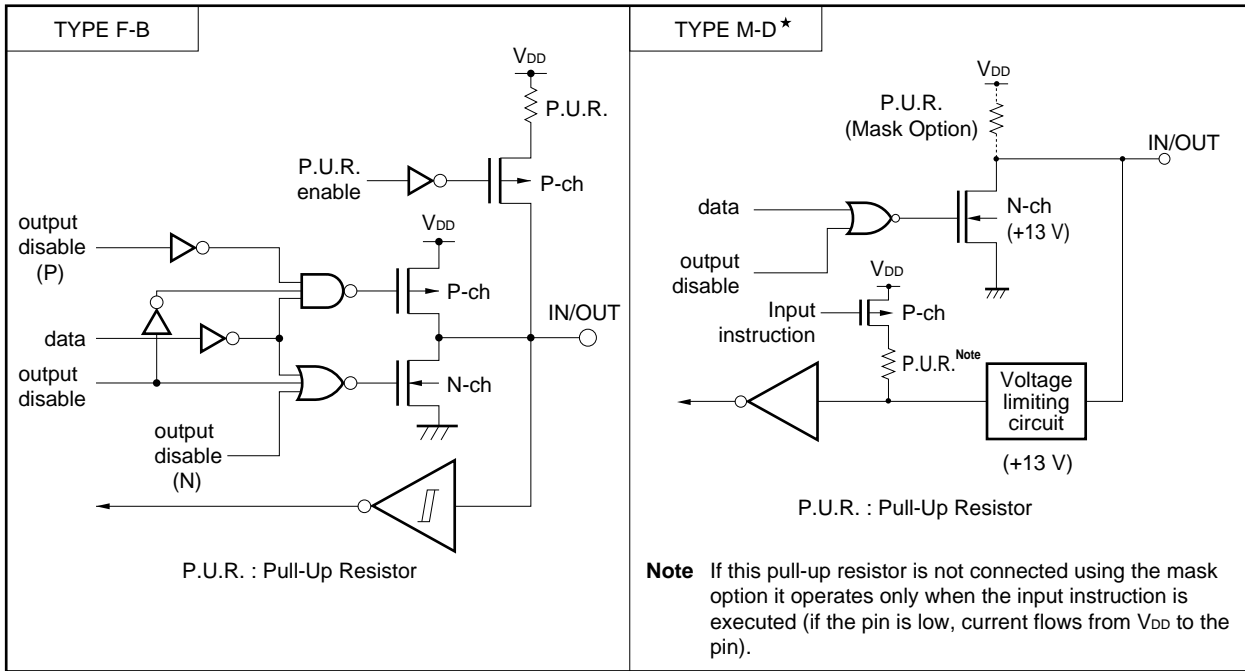 TYPE F-B
VDD
P.U.R.
P.U.R.
enable
P-ch
output
disable
(P)
VDD
P-ch
IN/OUT
data
output
disable
N-ch
output
disable
(N)
P.U.R. : Pull-Up Resistor
TYPE M-D★
VDD
P.U.R.
(Mask Option)
IN/OUT
data
N-ch
(+13 V)
output
disable
VDD
Input
instruction
P-ch
P.U.R. Note
Voltage
limiting
circuit
(+13 V)
P.U.R. : Pull-Up Resistor
Note If this pull-up resistor is not connected using the mask
option it operates only when the input instruction is
executed (if the pin is low, current flows from VDD to the
pin).